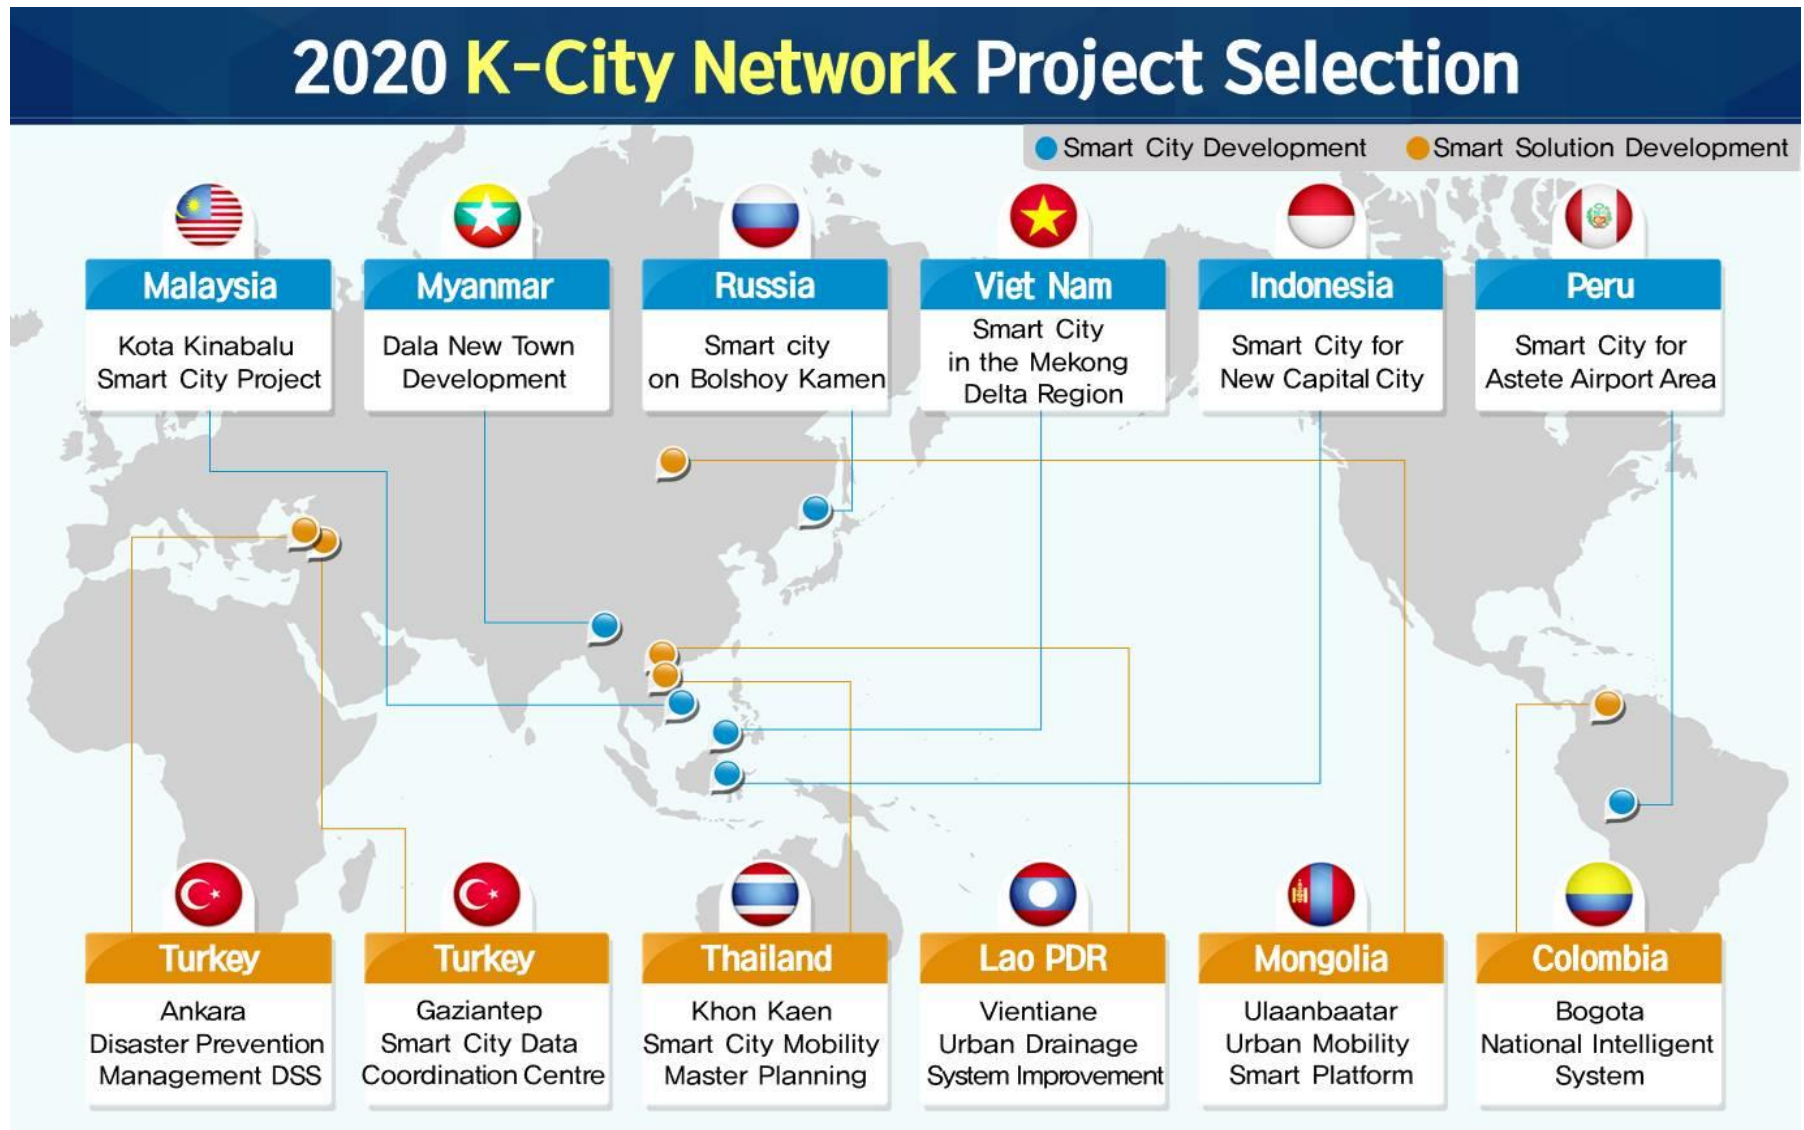 2020 K-City Network Project Selection
Smart City Development
Smart Solution Development
Malaysia
Kota Kinabalu
Smart City Project
Myanmar
Dala New Town
Development
Russia
Smart city
on Bolshoy Kamen
Viet Nam
Smart City
in the Mekong
Delta Region
Indonesia
Smart City for
New Capital City
Peru
Smart City for
Astete Airport Area
Turkey
Ankara
Disaster Prevention
Management DSS
Turkey
Gaziantep
Smart City Data
Coordination Centre
Thailand
Khon Kaen
Smart City Mobility
Master Planning
Lao PDR
Vientiane
Urban Drainage
System Improvement
Mongolia
Ulaanbaatar
Urban Mobility
Smart Platform
Colombia
Bogota
National Intelligent
System